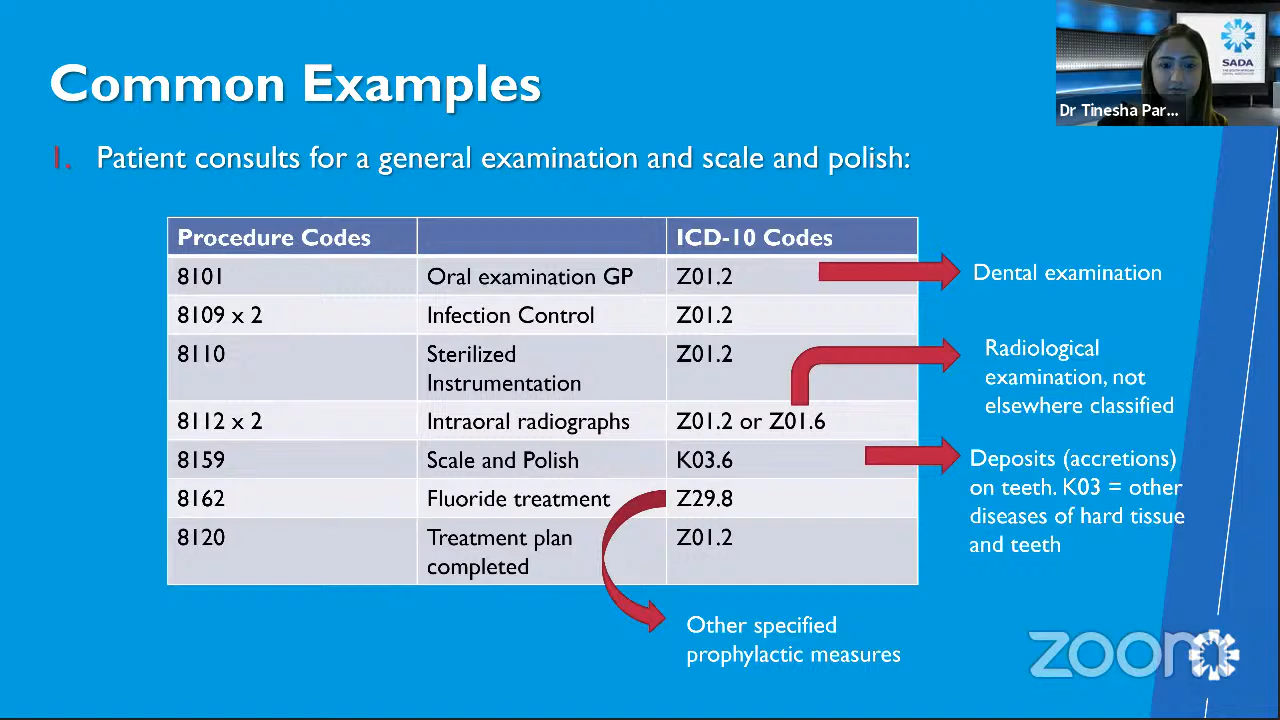 Common Examples
SADA
Dr Tinesha Par...
1. Patient consults for a general examination and scale and polish:
Procedure Codes ICD-10 Codes
8101 Oral examination GP Z01.2
Dental examination
8109 x 2 Infection Control Z01.2
8110 Sterilized Z01.2
Instrumentation
Radiological
examination, not
elsewhere classified
8112 x 2 Intraoral radiographs Z01.2 or Z01.6
8159 Scale and Polish K03.6
Deposits (accretions)
on teeth. K03 = other
diseases of hard tissue
and teeth
8162 Fluoride treatment Z29.8
8120 Treatment plan Z01.2
completed
Other specified
prophylactic measures
zoom